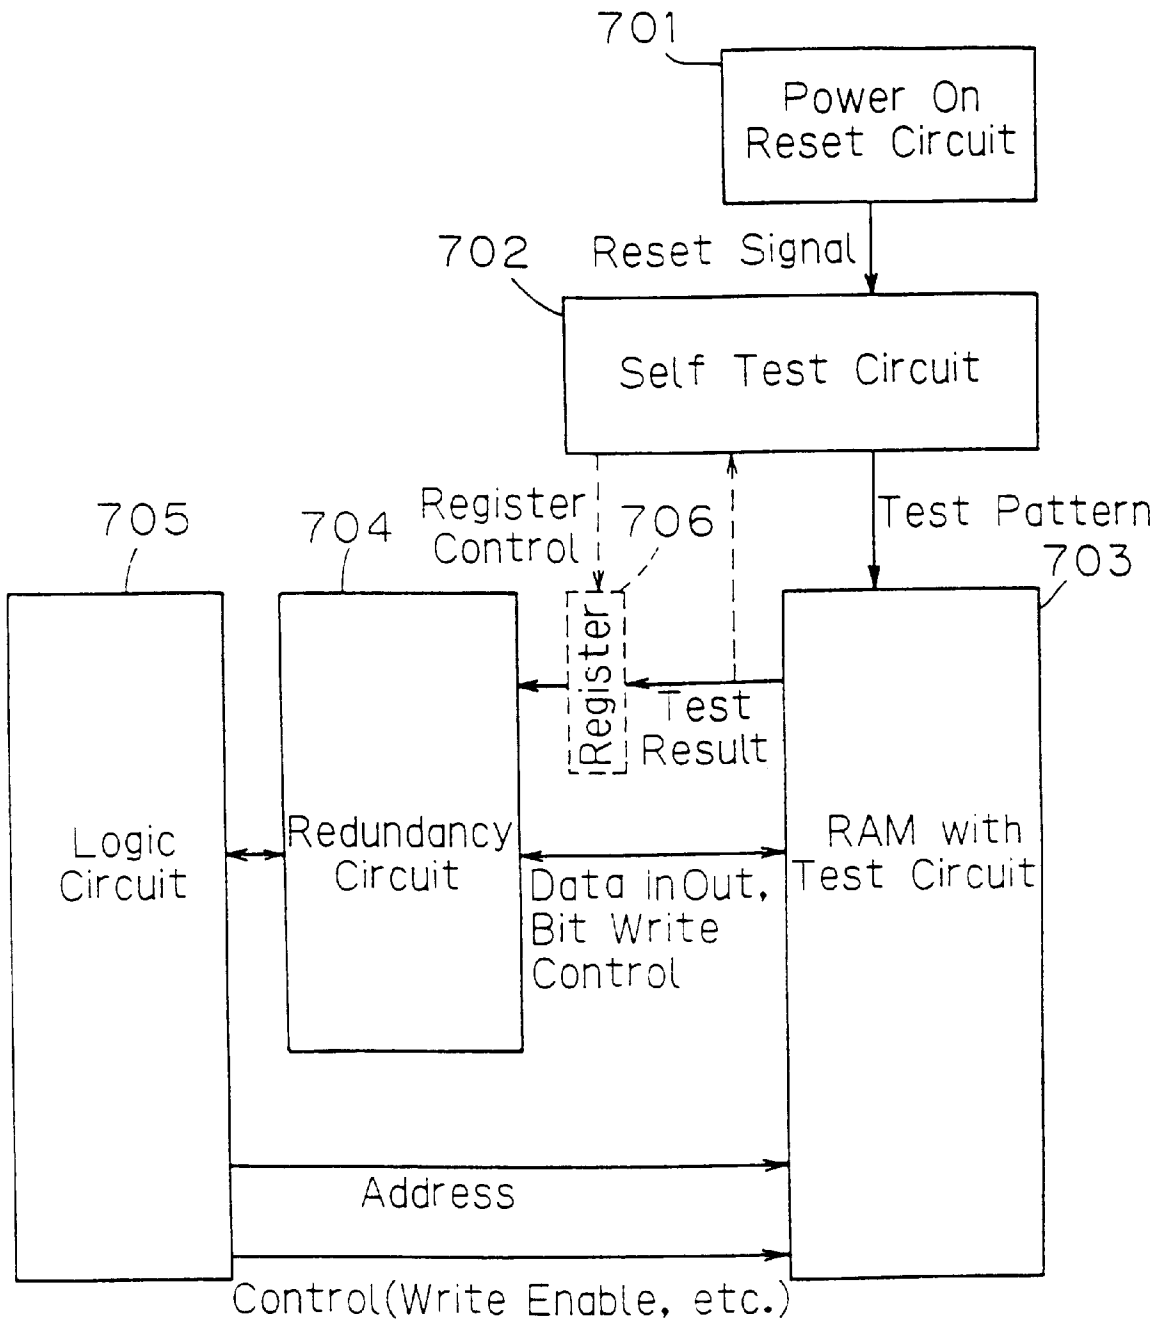 701
Power On
Reset Circuit
702
Reset Signal
Self Test Circuit
705
704
Register
Control
706
Test Pattern
703
Register
Test
Result
Logic
Circuit
Redundancy
Circuit
RAM with
Test Circuit
Data inOut,
Bit Write
Control
Address
Control(Write Enable, etc.)